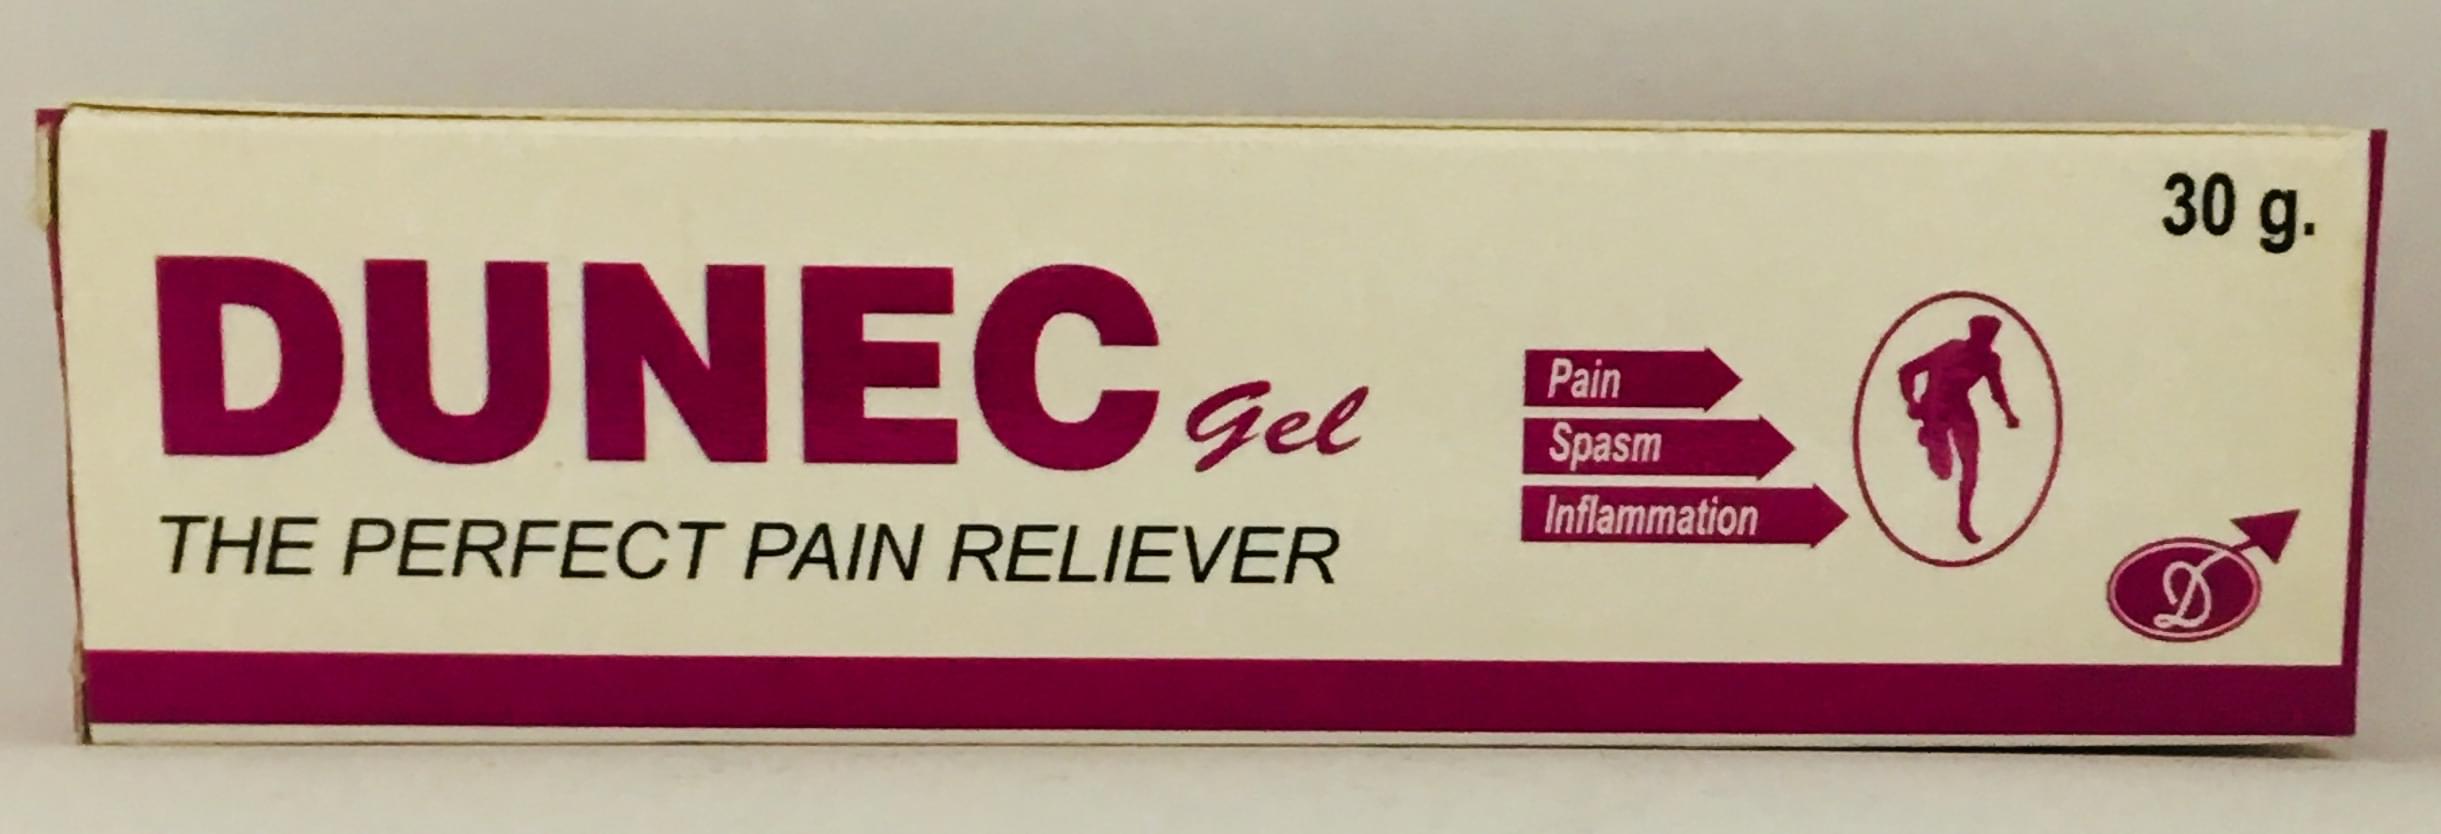 30 g.
DUNEC Gel
THE PERFECT PAIN RELIEVER
Pain
Spasm
Inflammation
D